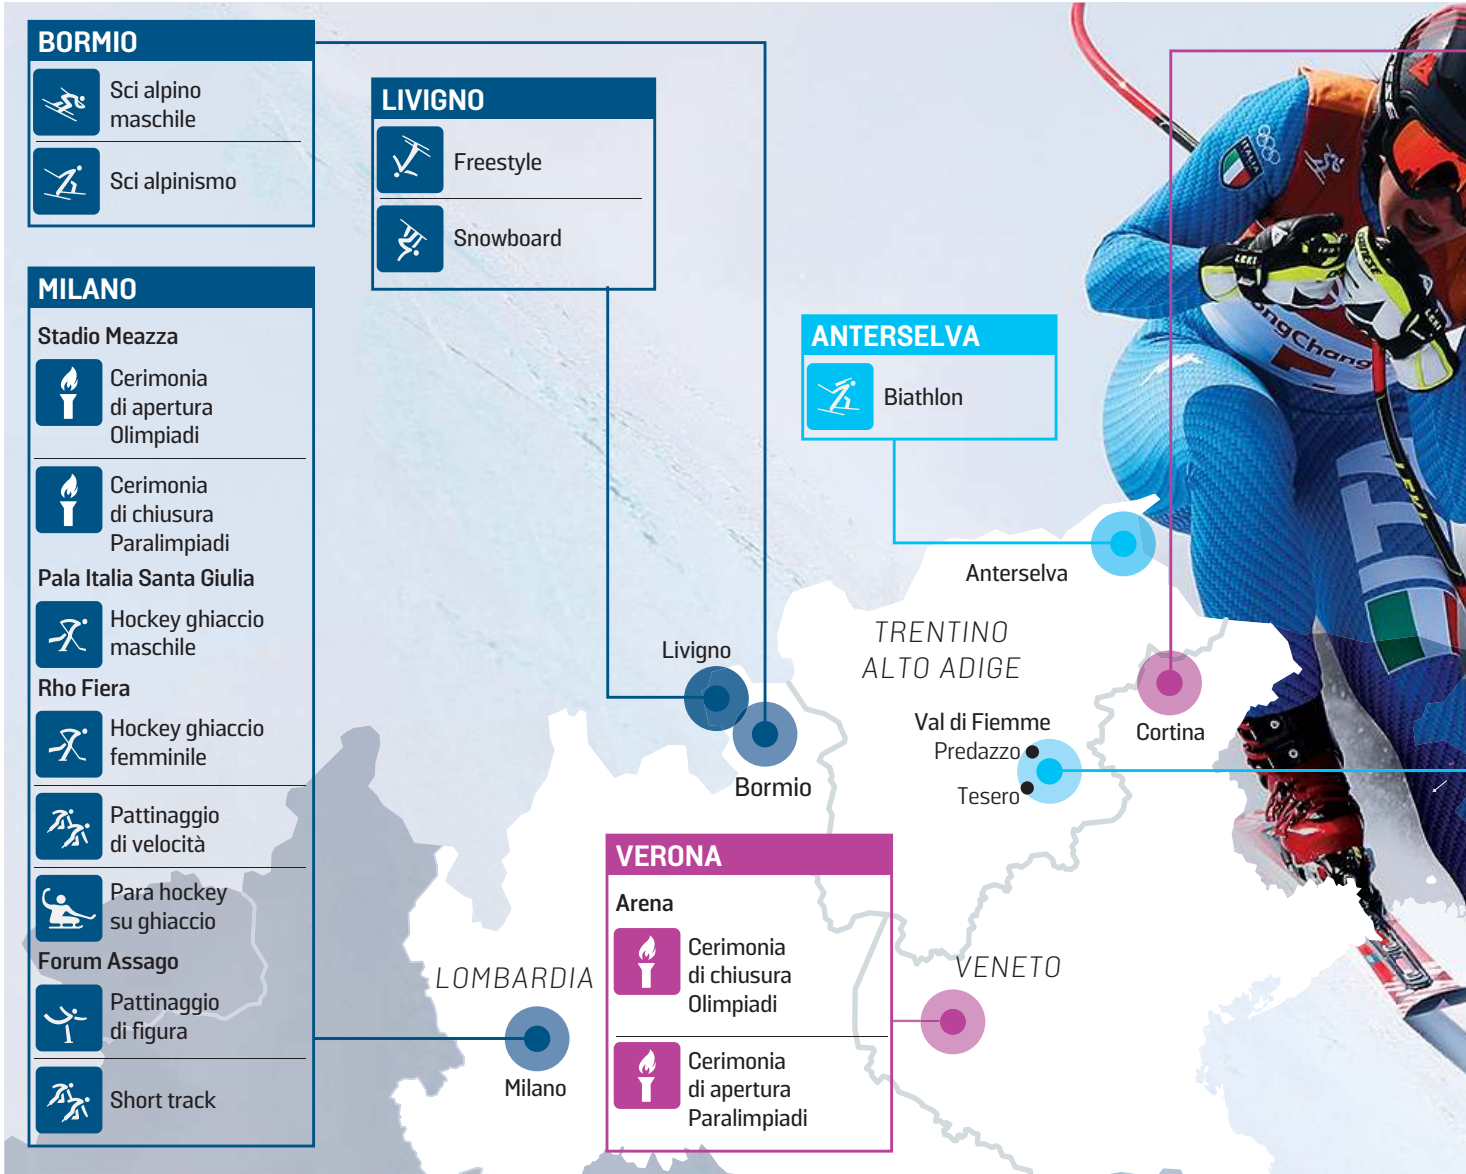 BORMIO
Sci alpino
maschile
Sci alpinismo
LIVIGNO
Freestyle
Snowboard
MILANO
Stadio Meazza
Cerimonia
di apertura
Olimpiadi
Cerimonia
di chiusura
Paralimpiadi
Pala Italia Santa Giulia
Hockey ghiaccio
maschile
Rho Fiera
Hockey ghiaccio
femminile
Pattinaggio
di velocità
Para hockey
su ghiaccio
Forum Assago
Pattinaggio
di figura
Short track
ANTERSELVA
Biathlon
Anterselva
TRENTINO
ALTO ADIGE
Livigno
Bormio
Val di Fiemme
Predazzo
Tesero
Cortina
VERONA
Arena
Cerimonia
di chiusura
Olimpiadi
Cerimonia
di apertura
Paralimpiadi
LOMBARDIA
VENETO
Milano
ITALIA
LEKI
LEKI